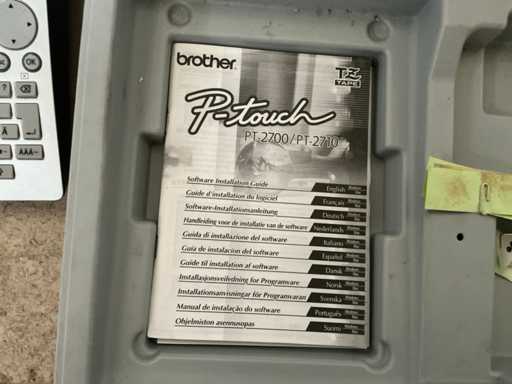 brother
TZ
TAPE
P-touch
PT-2700/PT-2710
Software Installation Guide English
Guide d'installation du logiciel Français
Software-Installationsanleitung Deutsch
Handleiding voor de installatie van de software Nederlands
Guida di installazione del software Italiano
Guía de instalación del software Español
Guide til installation af software Dansk
Installasjonsveiledning for Programvare Norsk
Installationsanvisningar för Programvaran Svenska
Manual de instalação do software Português
Ohjelmiston asennusopas Suomi
OK
?
A
AÄÂ